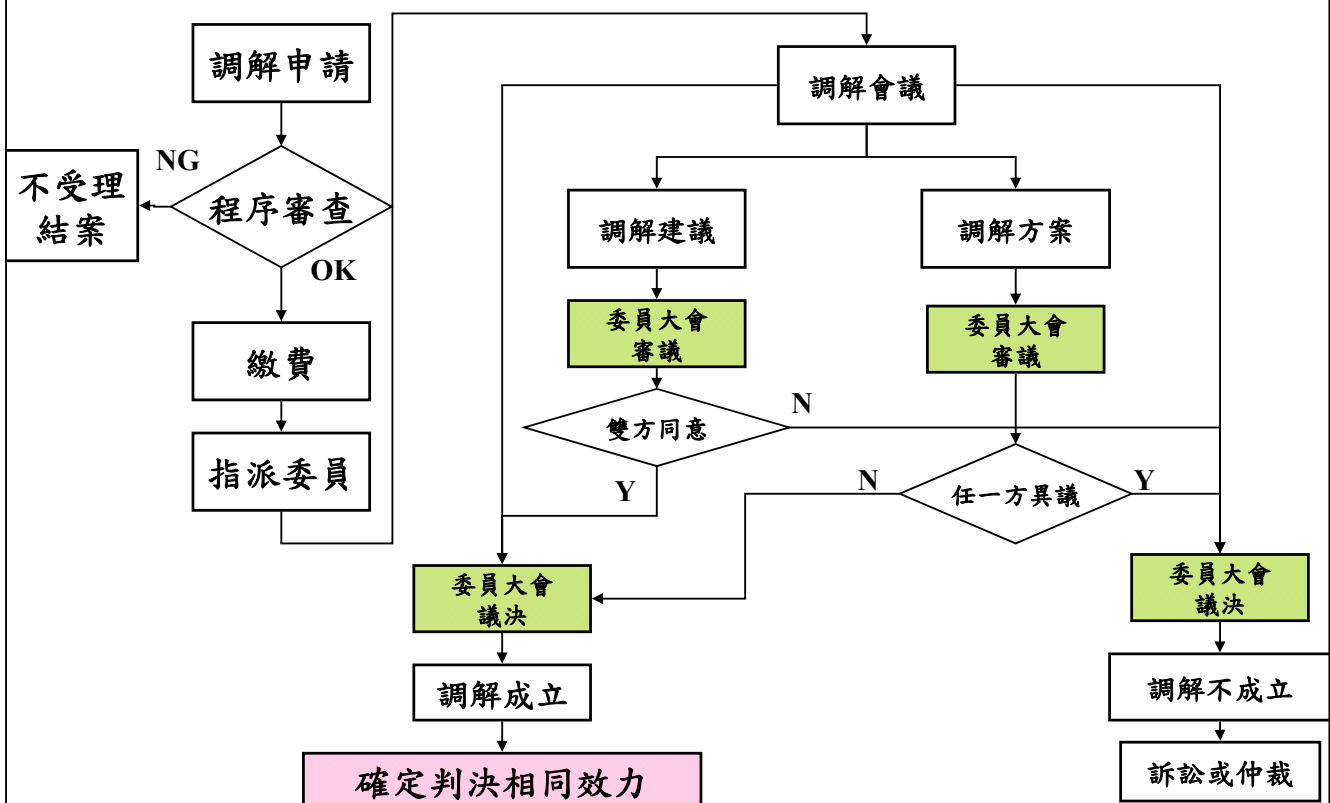 調解申請
NG
不受理
結案
程序審查
OK
繳費
指派委員
調解會議
調解建議
調解方案
委員大會
審議
委員大會
審議
雙方同意
N
Y
N
任一方異議
Y
委員大會
議決
委員大會
議決
調解成立
調解不成立
確定判決相同效力
訴訟或仲裁